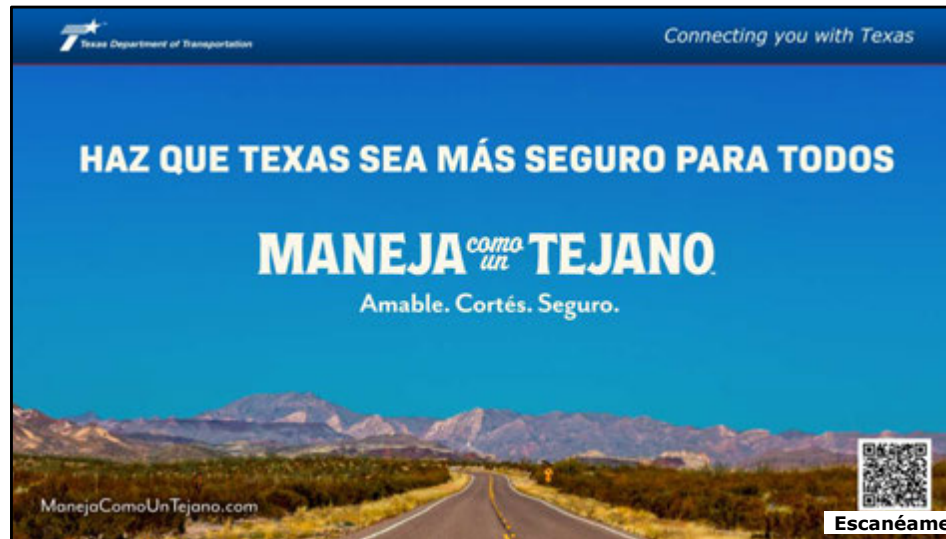 Texas Department of Transportation
Connecting you with Texas
HAZ QUE TEXAS SEA MÁS SEGURO PARA TODOS
MANEJA como un TEJANO
Amable. Cortés. Seguro.
ManejaComoUnTejano.com
Escanéame